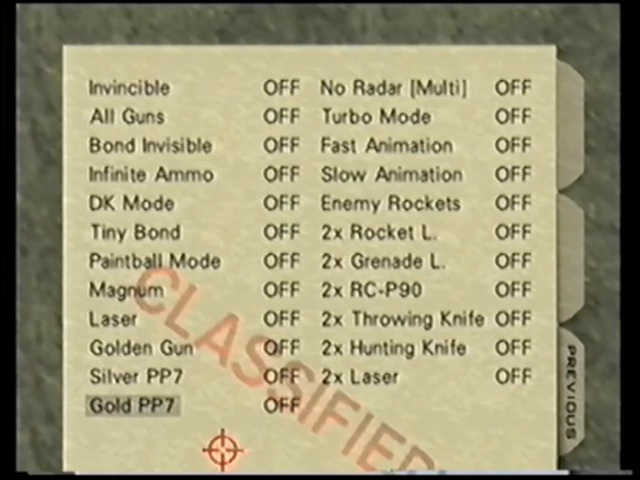 Invincible OFF No Radar [Multi] OFF
All Guns OFF Turbo Mode OFF
Bond Invisible OFF Fast Animation OFF
Infinite Ammo OFF Slow Animation OFF
DK Mode OFF Enemy Rockets OFF
Tiny Bond OFF 2x Rocket L. OFF
Paintball Mode OFF 2x Grenade L. OFF
Magnum OFF 2x RC-P90 OFF
Laser OFF 2x Throwing Knife OFF
Golden Gun OFF 2x Hunting Knife OFF
Silver PP7 OFF 2x Laser OFF
Gold PP7 OFF
CLASSIFIED
PREVIOUS